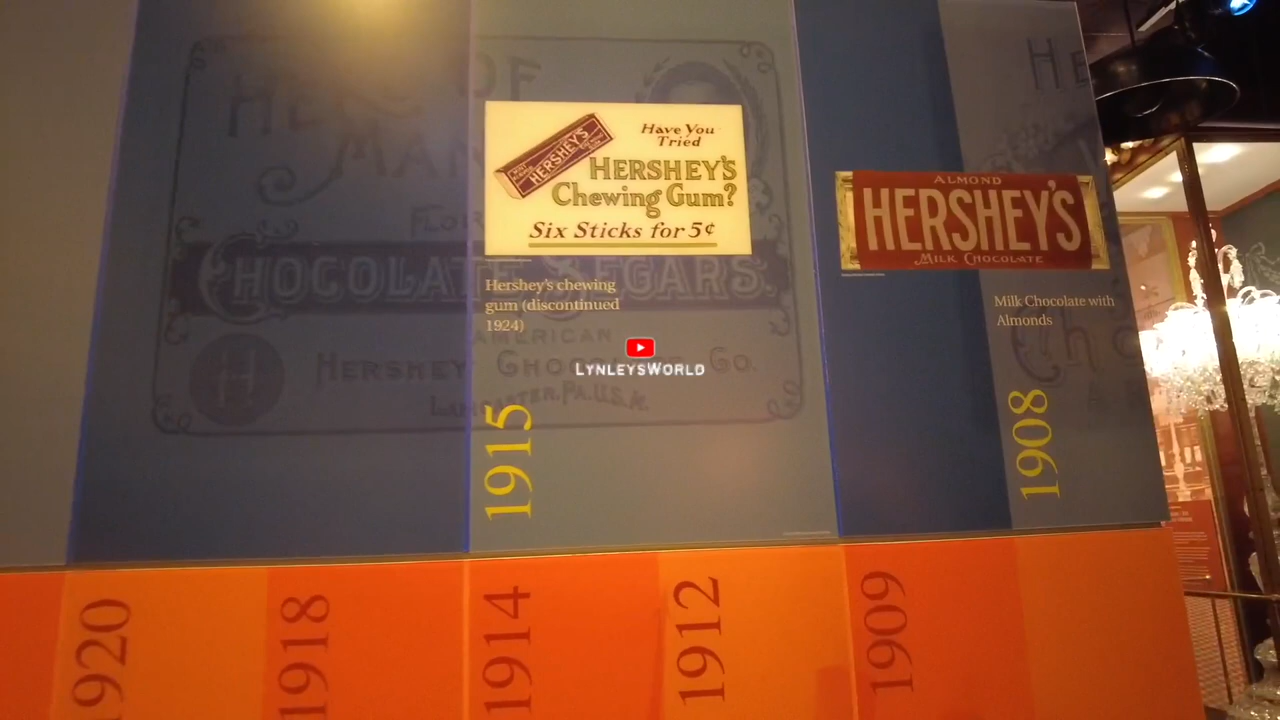 Have You
Tried
HERSHEY'S
Chewing Gum?
Six Sticks for 5¢
HERSHEY'S
Hershey's chewing
gum (discontinued
1924)
1915
ALMOND
HERSHEY'S
MILK CHOCOLATE
Milk Chocolate with
Almonds
1908
CHOCOLATE SEGARS.
AMERICAN
HERSHEY CHOCOLATE CO.
LANCASTER, PA. U.S.A.
H
LYNLEYSWORLD
1920
1918
1914
1912
1909